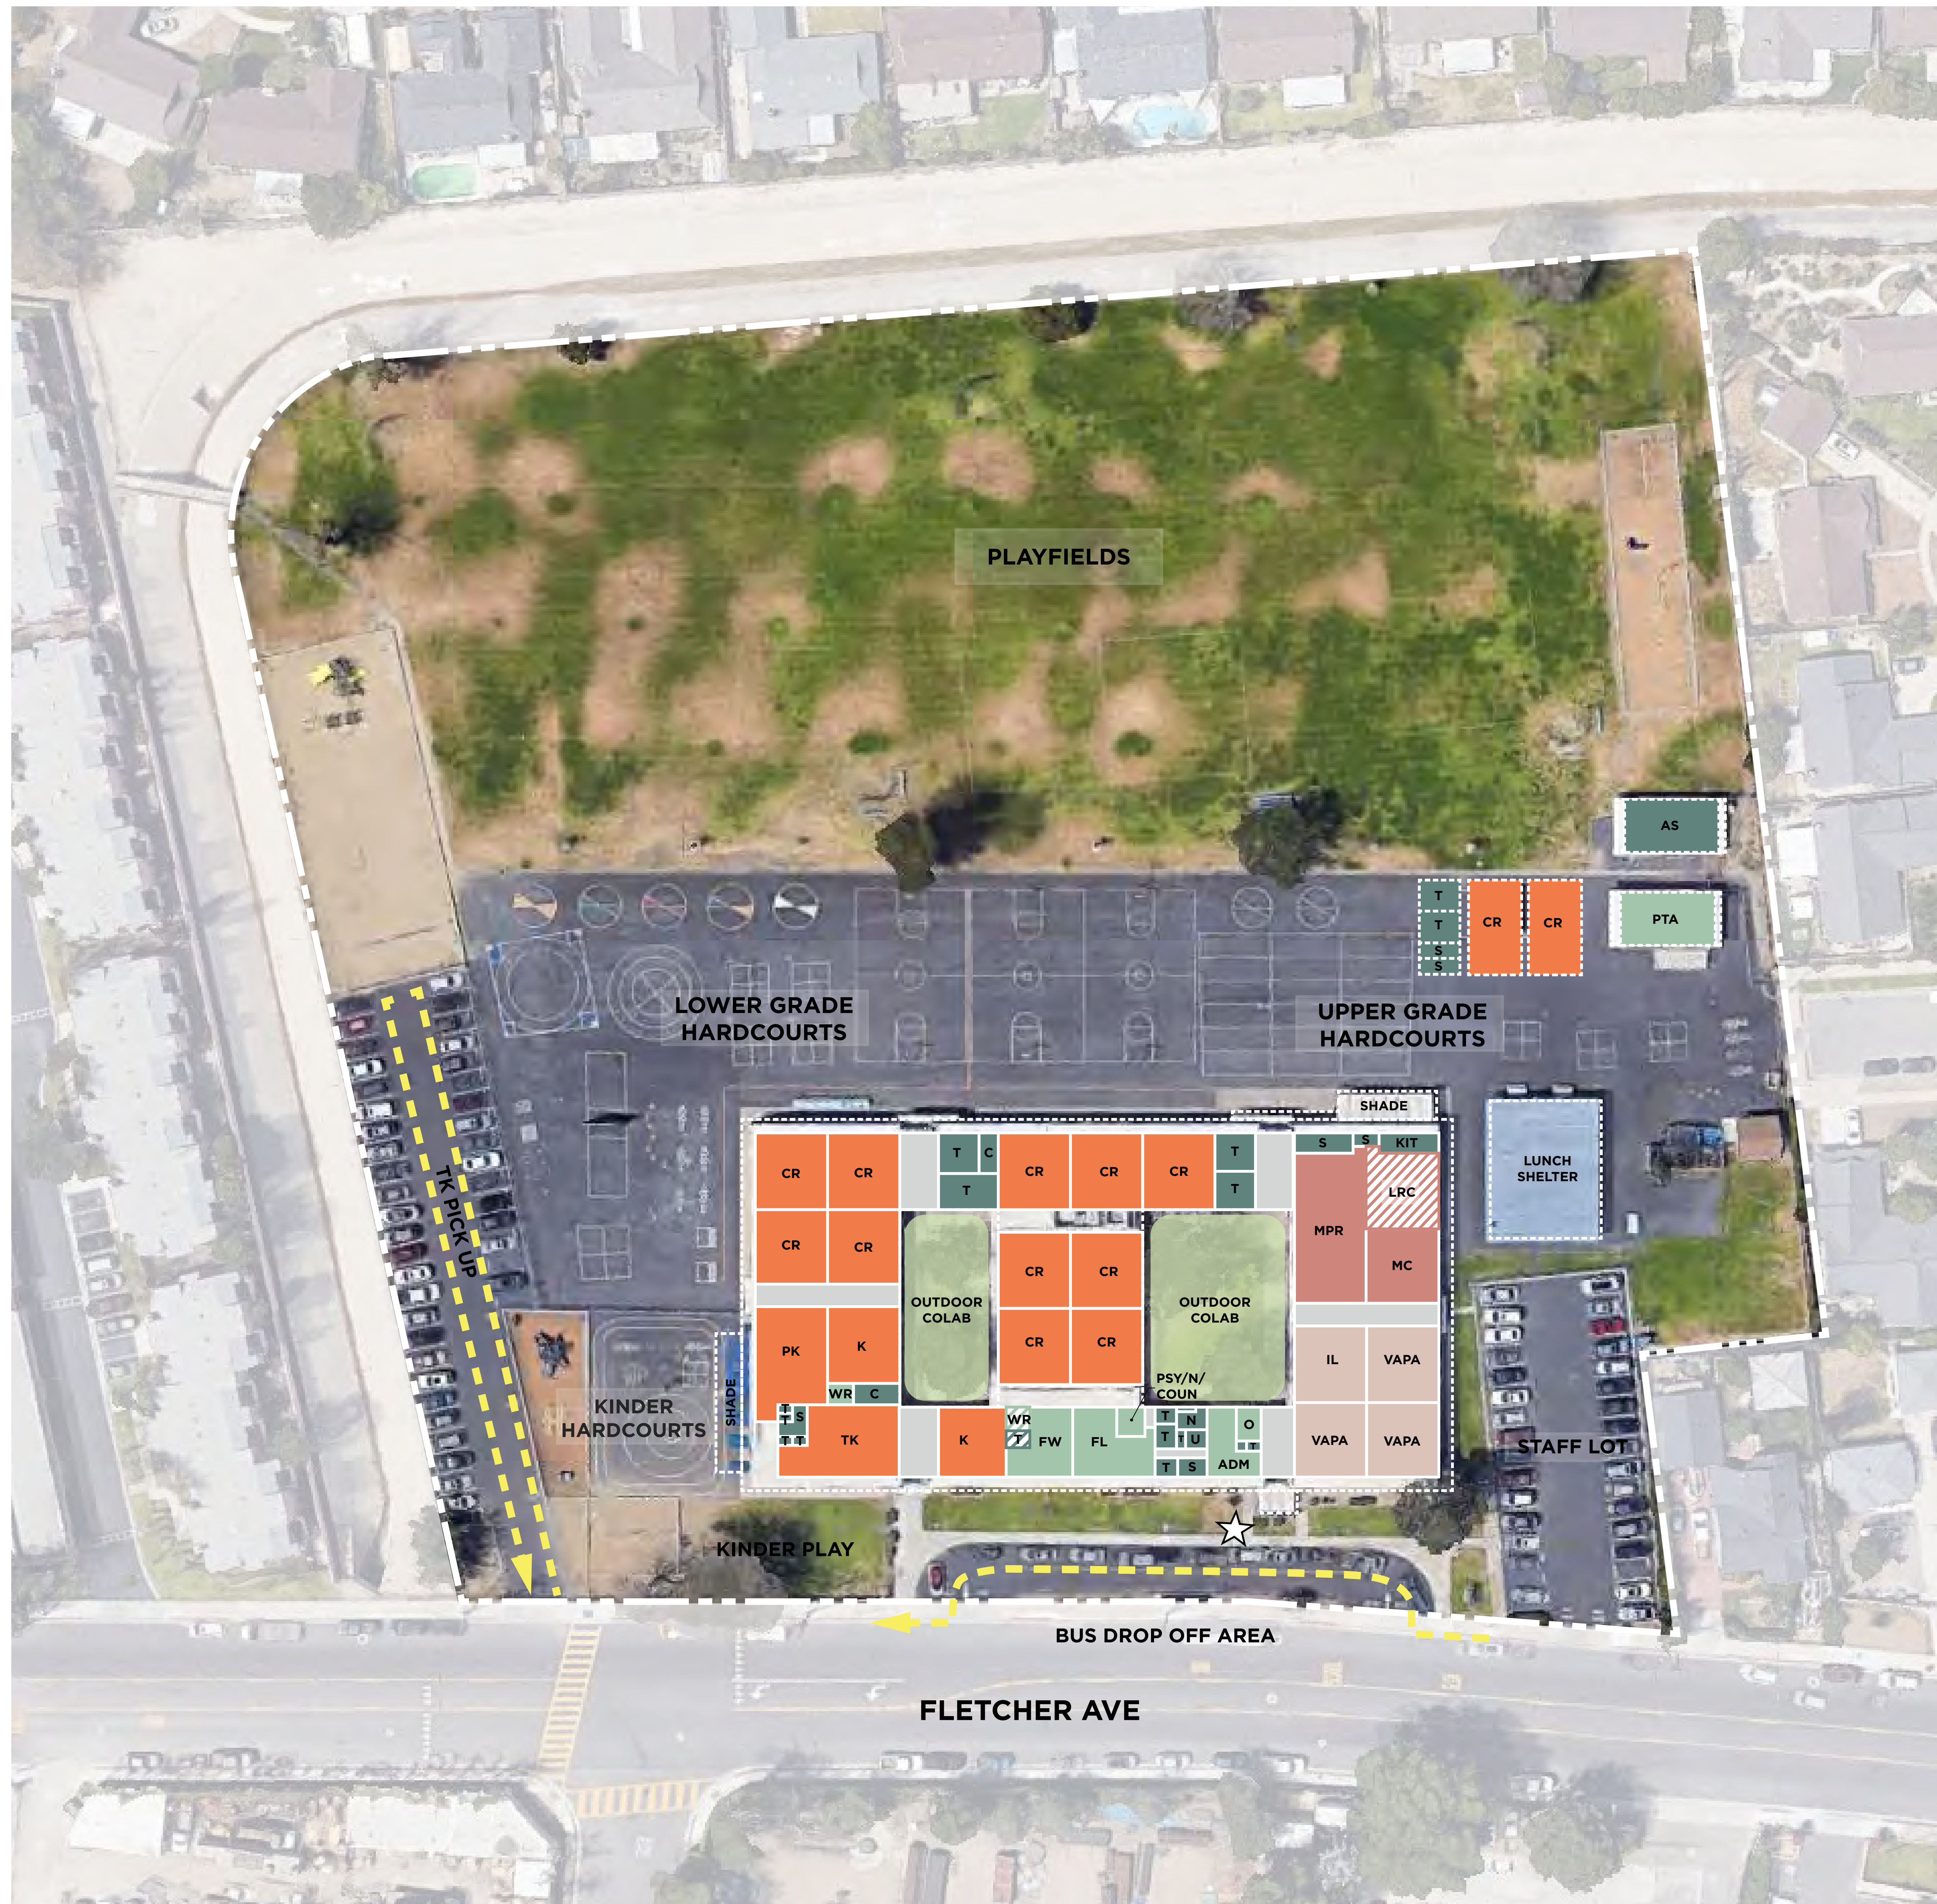 PLAYFIELDS
AS
T
T
S
S
CR
CR
PTA
LOWER GRADE
HARDCOURTS
UPPER GRADE
HARDCOURTS
SHADE
TK PICK UP
CR
CR
T
C
T
CR
CR
CR
T
T
S
S
KIT
LRC
MPR
MC
LUNCH
SHELTER
CR
CR
CR
CR
CR
CR
OUTDOOR
COLAB
OUTDOOR
COLAB
PK
K
WR
C
IL
VAPA
PSY/N/
COUN
SHADE
KINDER
HARDCOURTS
T
T
S
T
T
TK
K
WR
T
FW
FL
T
N
T
T
U
T
S
O
T
ADM
VAPA
VAPA
STAFF LOT
KINDER PLAY
BUS DROP OFF AREA
FLETCHER AVE